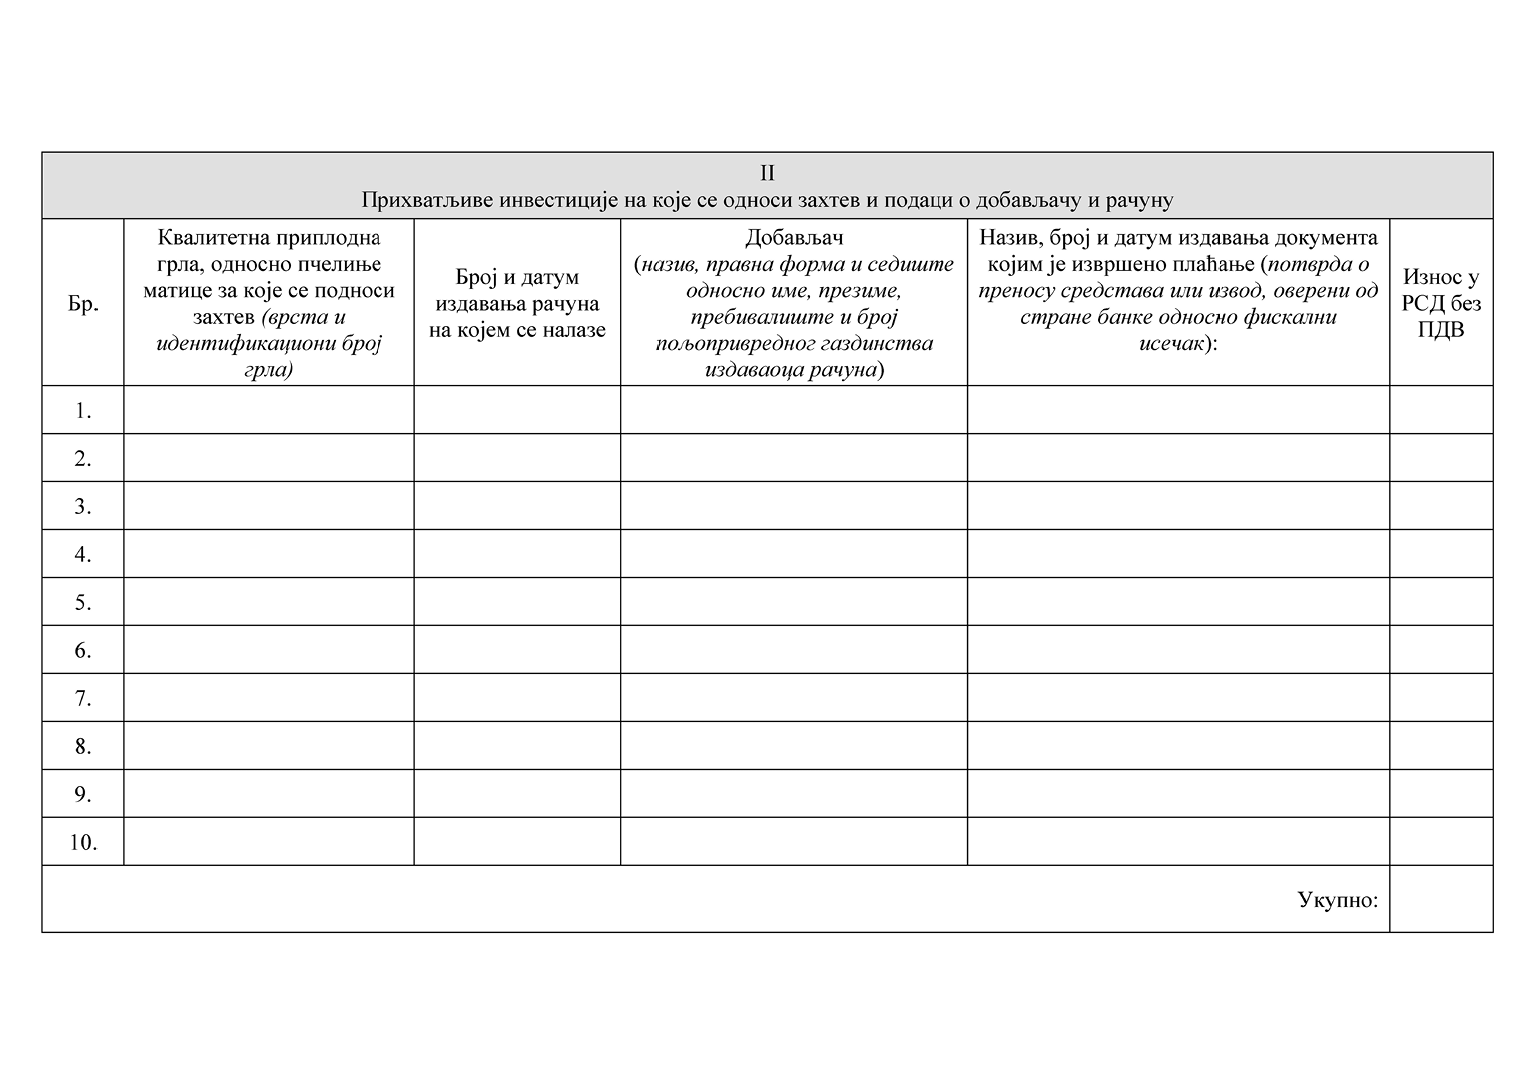 II
Прихватљиве инвестиције на које се односи захтев и подаци о добављачу и рачуну
Бр.
Квалитетна приплодна
грла, односно пчелиње
матице за које се подноси
захтев (врста и
идентификациони број
грла)
Број и датум
издавања рачуна
на којем се налазе
Добављач
(назив, правна форма и седиште
односно име, презиме,
пребивалиште и број
пољопривредног газдинства
издаваоца рачуна)
Назив, број и датум издавања документа
којим је извршено плаћање (потврда о
преносу средстава или извод, оверени од
стране банке односно фискални
исечак):
Износ у
РСД без
ПДВ
1.
2.
3.
4.
5.
6.
7.
8.
9.
10.
Укупно: